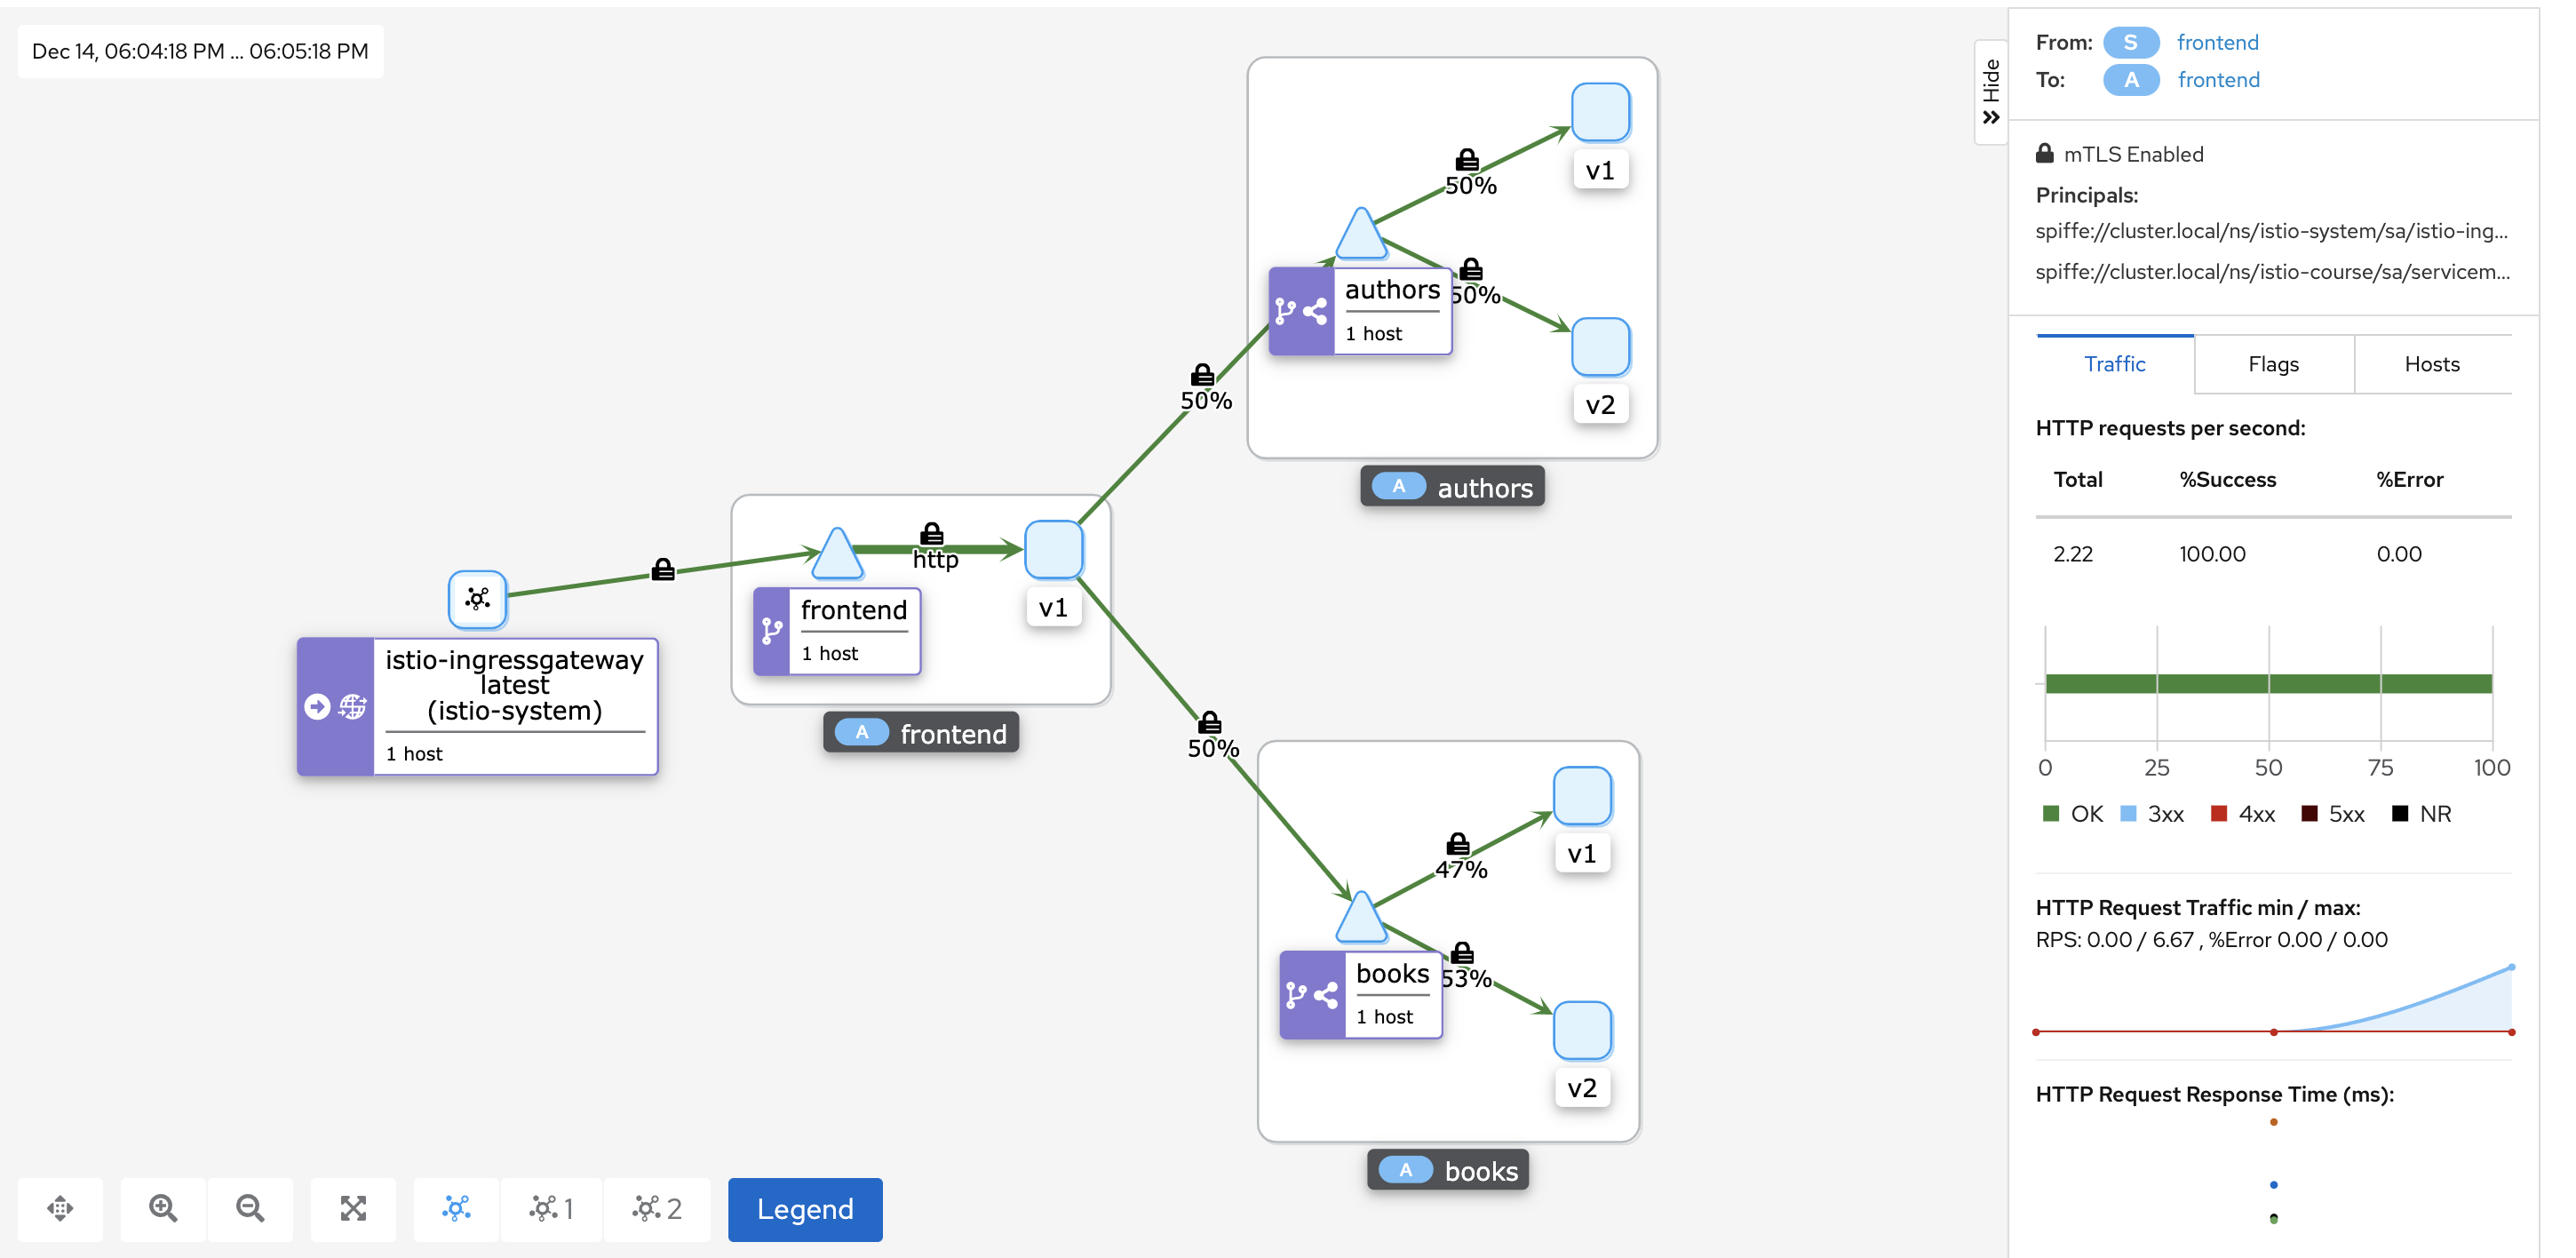 Dec 14, 06:04:18 PM ... 06:05:18 PM
v1
50%
authors
1 host
50%
v2
A authors
50%
http
frontend
1 host
v1
A frontend
istio-ingressgateway
latest
(istio-system)
1 host
50%
v1
47%
books
1 host
53%
v2
A books
1
2
Legend
Hide
From: S frontend
To: A frontend
mTLS Enabled
Principals:
spiffe://cluster.local/ns/istio-system/sa/istio-ing...
spiffe://cluster.local/ns/istio-course/sa/servicem...
Traffic Flags Hosts
HTTP requests per second:
Total %Success %Error
2.22 100.00 0.00
0 25 50 75 100
OK 3xx 4xx 5xx NR
HTTP Request Traffic min / max:
RPS: 0.00 / 6.67 , %Error 0.00 / 0.00
HTTP Request Response Time (ms):